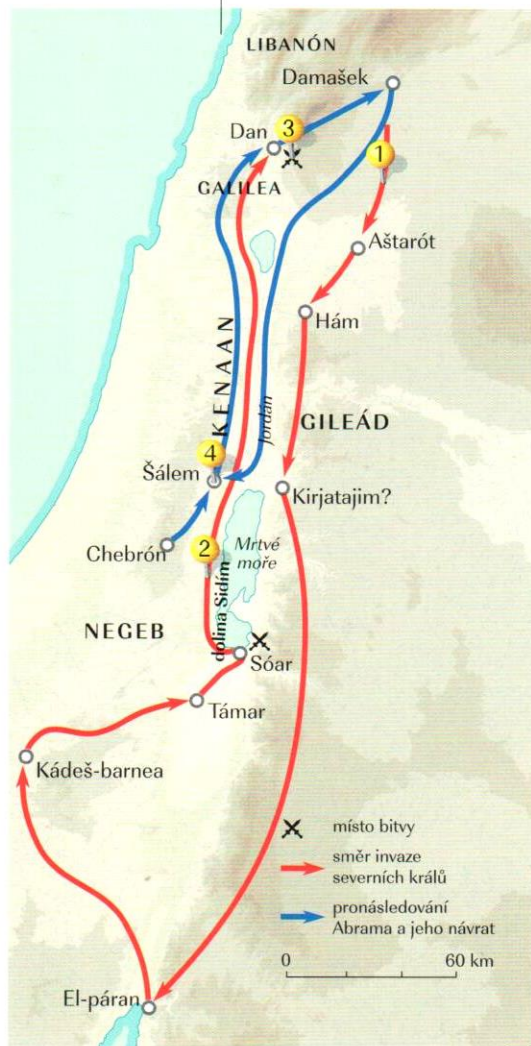 LIBANÓN
Damašek
3
Dan
1
GALILEA
Aštarót
Hám
KENAAN
Jordán
GILEÁD
4
Šálem
Kirjatajim?
Chebrón
2
Mrtvé
moře
dolina Sidím
NEGEB
Sóar
Támar
Kádeš-barnea
místo bitvy
směr invaze
severních králů
pronásledování
Abrama a jeho návrat
0 60 km
El-páran